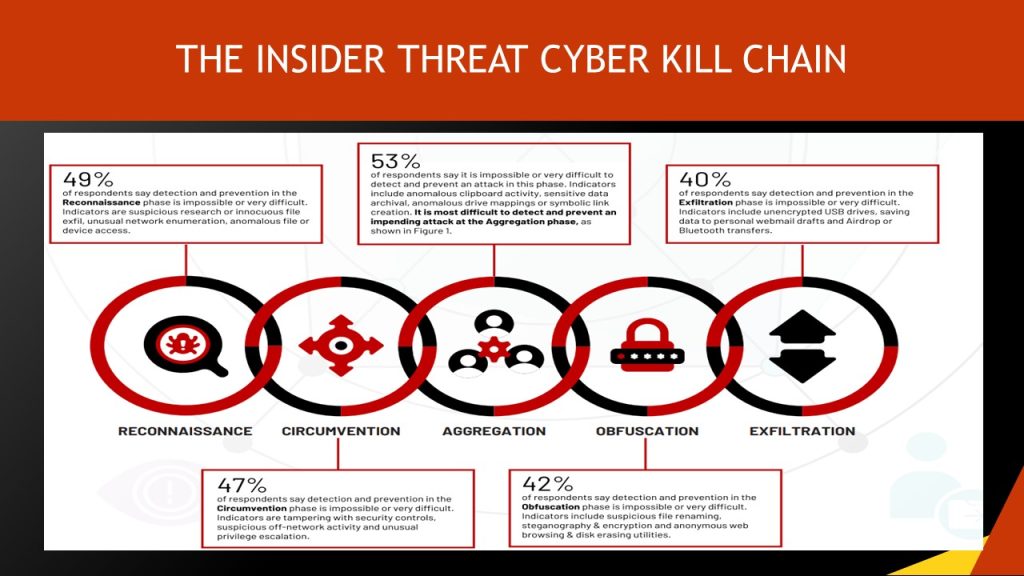 THE INSIDER THREAT CYBER KILL CHAIN
49%
of respondents say detection and prevention in the
Reconnaissance phase is impossible or very difficult.
Indicators are suspicious research or innocuous file
exfil, unusual network enumeration, anomalous file or
device access.
53%
of respondents say it is impossible or very difficult to
detect and prevent an attack in this phase. Indicators
include anomalous clipboard activity, sensitive data
archival, anomalous drive mappings or symbolic link
creation. It is most difficult to detect and prevent an
impending attack at the Aggregation phase, as
shown in Figure 1.
40%
of respondents say detection and prevention in the
Exfiltration phase is impossible or very difficult.
Indicators include unencrypted USB drives, saving
data to personal webmail drafts and Airdrop or
Bluetooth transfers.
RECONNAISSANCE
CIRCUMVENTION
AGGREGATION
OBFUSCATION
EXFILTRATION
47%
of respondents say detection and prevention in the
Circumvention phase is impossible or very difficult.
Indicators are tampering with security controls,
suspicious off-network activity and unusual
privilege escalation.
42%
of respondents say detection and prevention in the
Obfuscation phase is impossible or very difficult.
Indicators include suspicious file renaming,
steganography & encryption and anonymous web
browsing & disk erasing utilities.